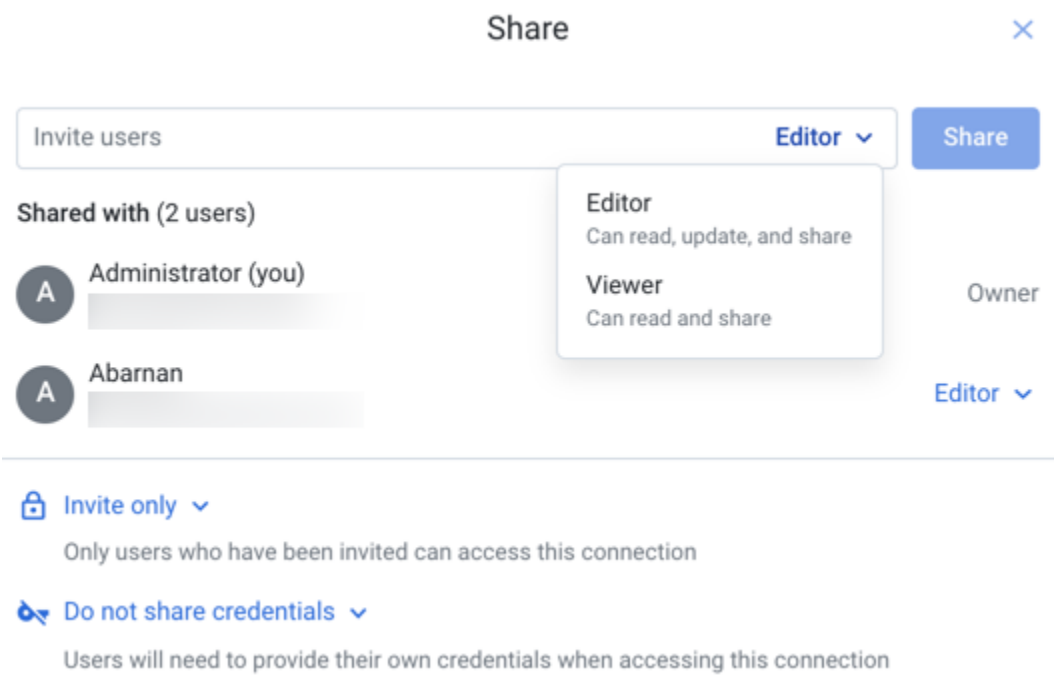 Share
Invite users
Editor
Share
Editor
Can read, update, and share
Viewer
Can read and share
Shared with (2 users)
A
Administrator (you)
Owner
A
Abarnan
Editor
Invite only
Only users who have been invited can access this connection
Do not share credentials
Users will need to provide their own credentials when accessing this connection